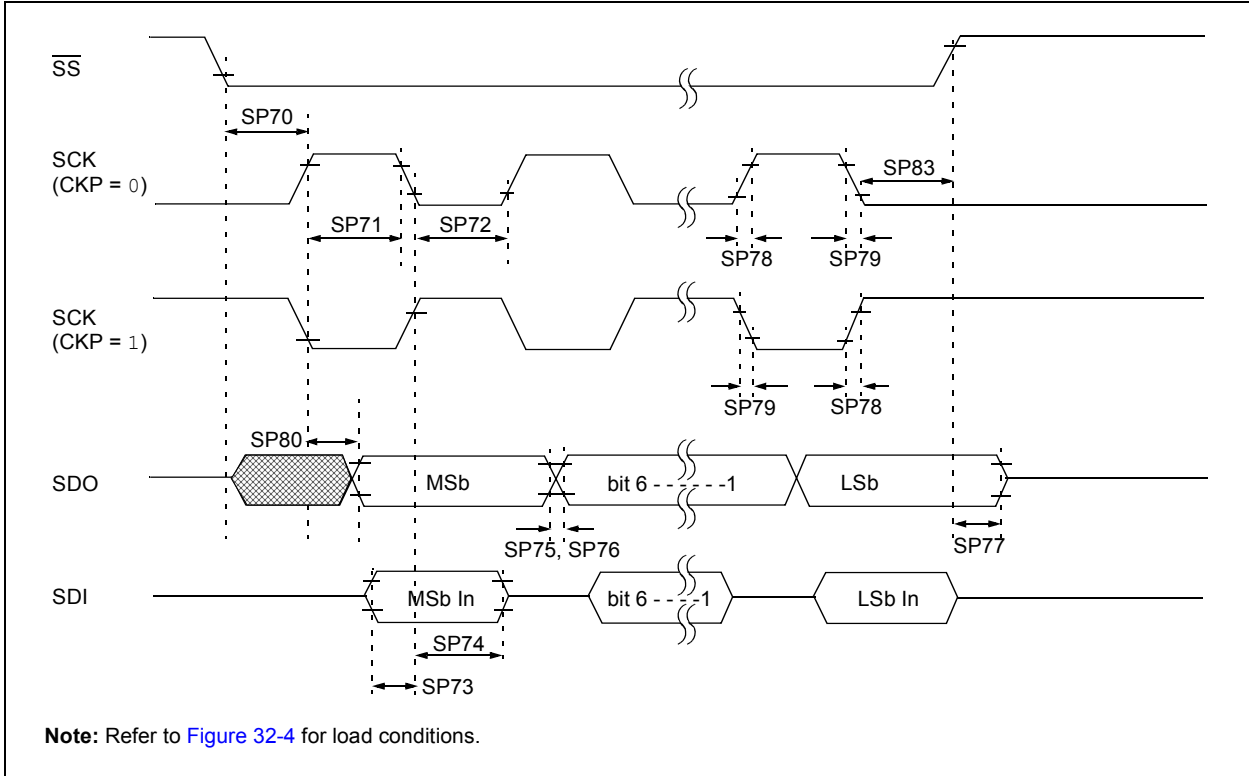 SS
SP70
SCK
(CKP = 0)
SP83
SP71
SP72
SP78
SP79
SCK
(CKP = 1)
SP79
SP78
SP80
SDO
MSb
bit 6 - - - - - -1
LSb
SP75, SP76
SP77
SDI
MSb In
bit 6 - - - -1
LSb In
SP74
SP73
Note: Refer to Figure 32-4 for load conditions.